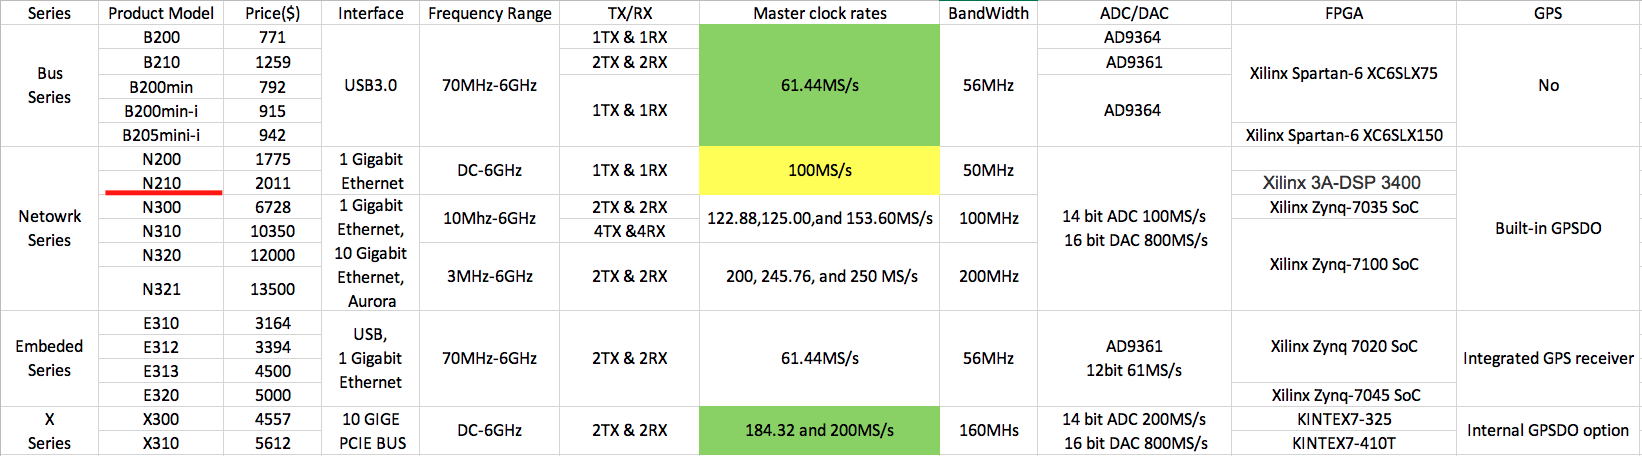 Series Product Model Price($) Interface Frequency Range TX/RX Master clock rates BandWidth ADC/DAC FPGA GPS
Bus
Series
B200 771
B210 1259
B200min 792
B200min-i 915
B205mini-i 942
USB3.0
70MHz-6GHz
1TX & 1RX
2TX & 2RX
1TX & 1RX
61.44MS/s
56MHz
AD9364
AD9361
AD9364
Xilinx Spartan-6 XC6SLX75
Xilinx Spartan-6 XC6SLX150
No
Netowrk
Series
N200 1775
N210 2011
N300 6728
N310 10350
N320 12000
N321 13500
1 Gigabit
Ethernet
1 Gigabit
Ethernet,
10 Gigabit
Ethernet,
Aurora
DC-6GHz
10Mhz-6GHz
3MHz-6GHz
1TX & 1RX
2TX & 2RX
4TX &4RX
2TX & 2RX
100MS/s
122.88,125.00,and 153.60MS/s
200, 245.76, and 250 MS/s
50MHz
100MHz
200MHz
14 bit ADC 100MS/s
16 bit DAC 800MS/s
Xilinx 3A-DSP 3400
Xilinx Zynq-7035 SoC
Xilinx Zynq-7100 SoC
Built-in GPSDO
Embeded
Series
E310 3164
E312 3394
E313 4500
E320 5000
USB,
1 Gigabit
Ethernet
70MHz-6GHz
2TX & 2RX
61.44MS/s
56MHz
AD9361
12bit 61MS/s
Xilinx Zynq 7020 SoC
Xilinx Zynq-7045 SoC
Integrated GPS receiver
X
Series
X300 4557
X310 5612
10 GIGE
PCIE BUS
DC-6GHz
2TX & 2RX
184.32 and 200MS/s
160MHs
14 bit ADC 200MS/s
16 bit DAC 800MS/s
KINTEX7-325
KINTEX7-410T
Internal GPSDO option